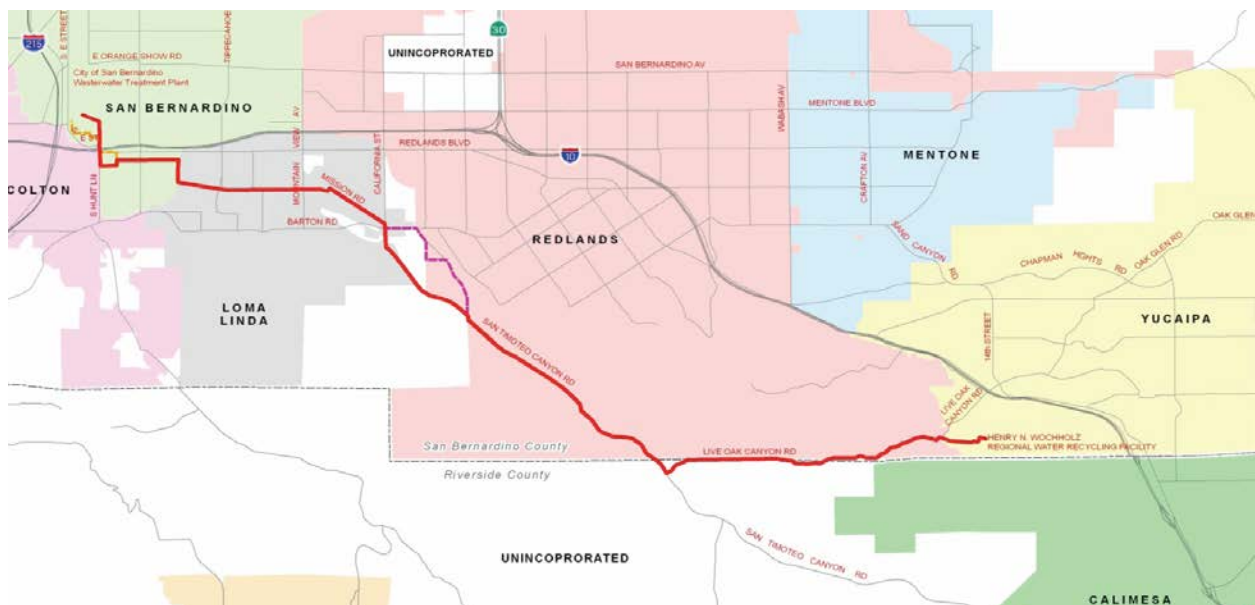 215
S E STREET
TIPPECAHOE
E ORANGE SHOW RD
UNINCOPRORATED
30
SAN BERNARDINO AV
City of San Bernardino
Wasterwater Treatment Plant
SAN BERNARDINO
MOUNTAIN VIEW AV
CALIFORNIA ST
REDLANDS BLVD
10
WABASH AV
MENTONE BLVD
MENTONE
CRAFTON AV
COLTON
S HUNT LN
MISSION RD
BARTON RD
REDLANDS
SAND CANYON RD
OAK GLEN
OAK GLEN RD
CHAPMAN HGHTS RD
LOMA
LINDA
YUCAIPA
14th STREET
SAN TIMOTEO CANYON RD
LIVE OAK
CANYON RD
HENRY N. WOCHHOLZ
REGIONAL WATER RECYCLING FACILITY
San Bernardino County
LIVE OAK CANYON RD
Riverside County
UNINCOPRORATED
SAN TIMOTEO CANYON RD
CALIMESA